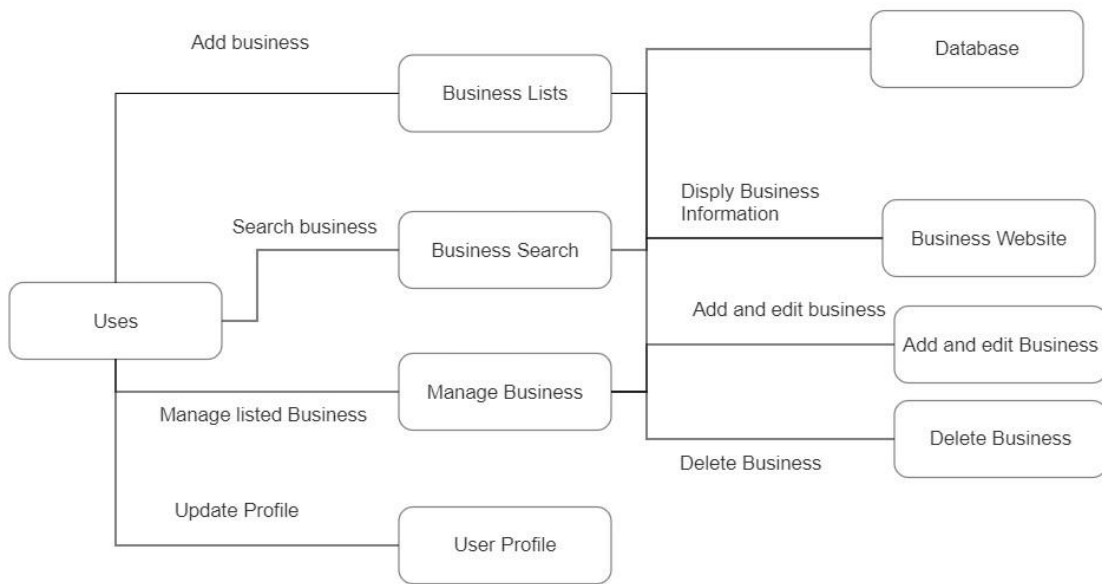 Add business
Database
Business Lists
Disply Business
Information
Search business
Business Search
Business Website
Add and edit business
Uses
Add and edit Business
Manage Business
Manage listed Business
Delete Business
Delete Business
Update Profile
User Profile